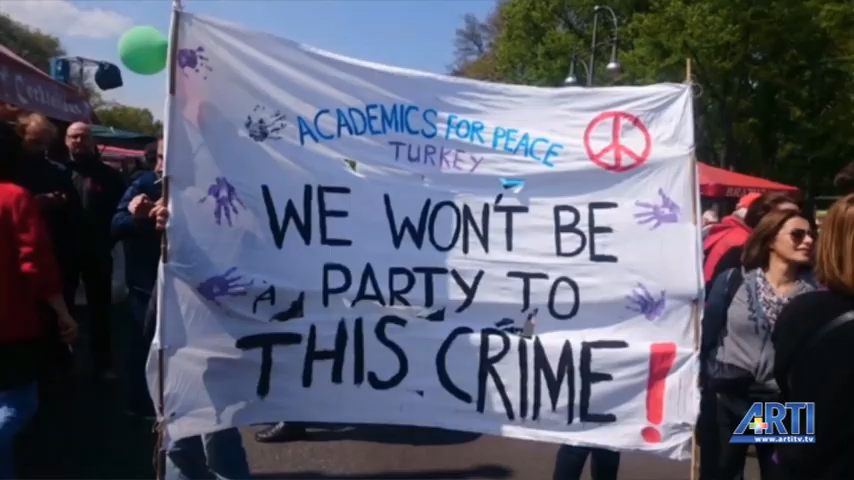 ACADEMICS FOR PEACE
TURKEY
WE WON'T BE
A PARTY TO
THIS CRIME!
ARTI
www.artitv.tv